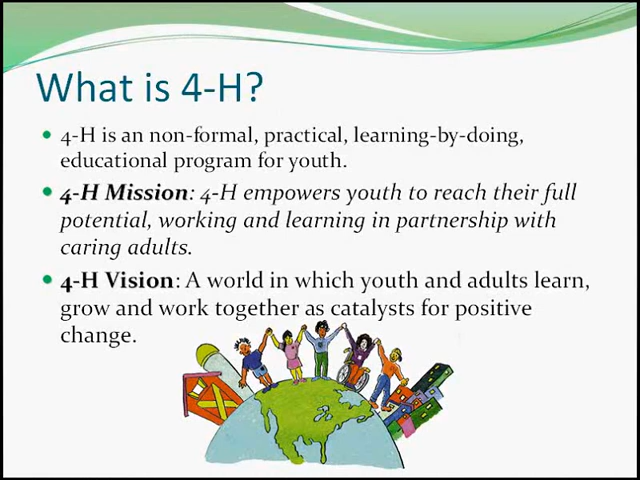 What is 4-H?
4-H is an non-formal, practical, learning-by-doing,
educational program for youth.
4-H Mission: 4-H empowers youth to reach their full
potential, working and learning in partnership with
caring adults.
4-H Vision: A world in which youth and adults learn,
grow and work together as catalysts for positive
change.